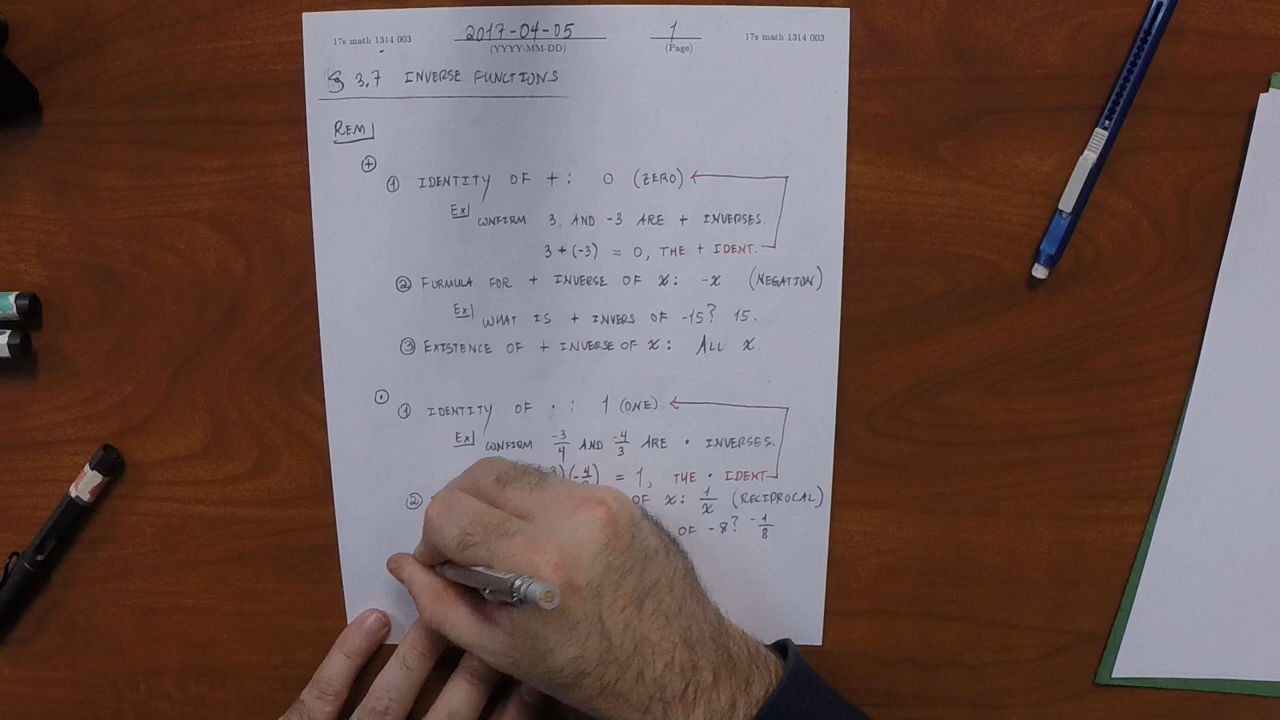 17s math 1314 003 2017-04-05 1 17s math 1314 003
(YYYY-MM-DD) (Page)
§ 3.7 INVERSE FUNCTIONS
REM
+
① IDENTITY OF + : 0 (ZERO)
Ex CONFIRM 3 AND -3 ARE + INVERSES.
3 + (-3) = 0, THE + IDENT.
② FORMULA FOR + INVERSE OF x: -x (NEGATION)
Ex WHAT IS + INVERS OF -15? 15.
③ EXISTENCE OF + INVERSE OF x: ALL x.
·
① IDENTITY OF · : 1 (ONE)
Ex CONFIRM -3/4 AND -4/3 ARE · INVERSES.
)(-4/ ) = 1, THE · IDENT
② OF x: 1/x (RECIPROCAL)
OF -8? -1/8